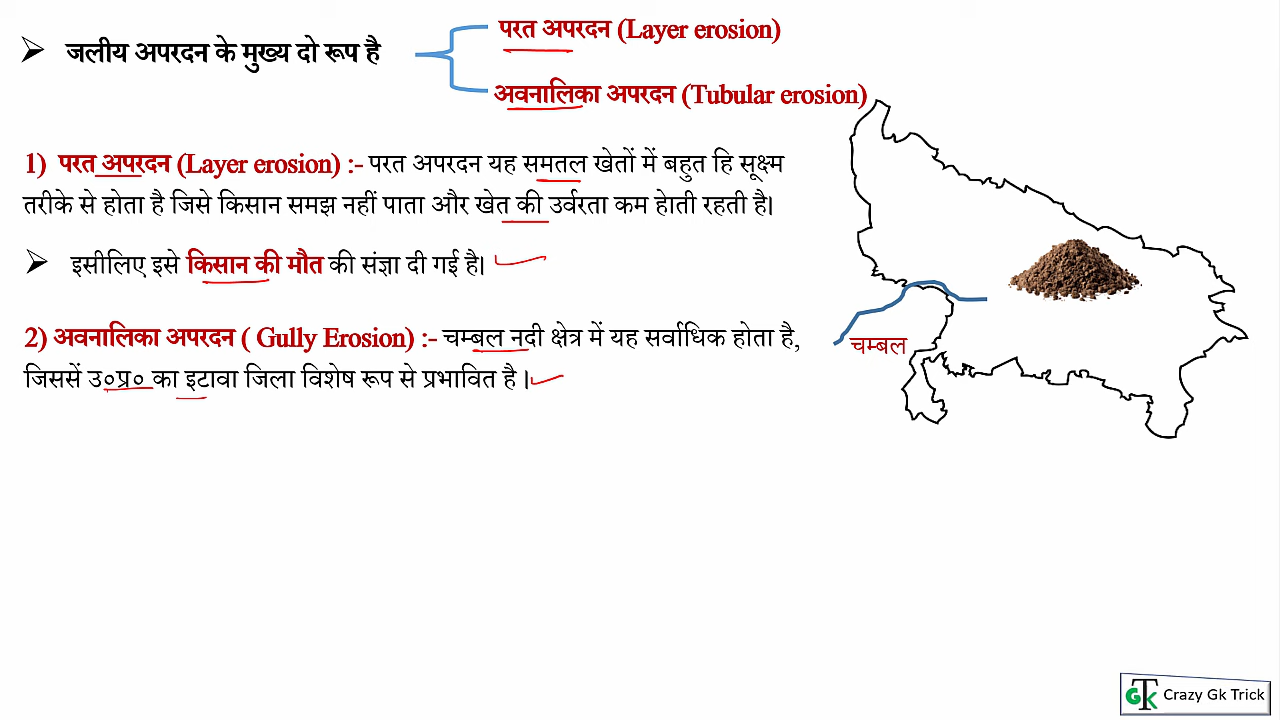 ➤ जलीय अपरदन के मुख्य दो रूप है
परत अपरदन (Layer erosion)
अवनालिका अपरदन (Tubular erosion)
1) परत अपरदन (Layer erosion) :- परत अपरदन यह समतल खेतों में बहुत हि सूक्ष्म
तरीके से होता है जिसे किसान समझ नहीं पाता और खेत की उर्वरता कम हेाती रहती है।
➤ इसीलिए इसे किसान की मौत की संज्ञा दी गई है।
2) अवनालिका अपरदन ( Gully Erosion) :- चम्बल नदी क्षेत्र में यह सर्वाधिक होता है,
जिससें उ०प्र० का इटावा जिला विशेष रूप से प्रभावित है ।
चम्बल
GTK Crazy Gk Trick